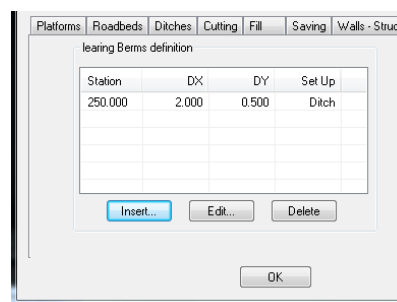 Platforms Roadbeds Ditches Cutting Fill Saving Walls - Struc
learing Berms definition
Station DX DY Set Up
250.000 2.000 0.500 Ditch
Insert... Edit... Delete
OK